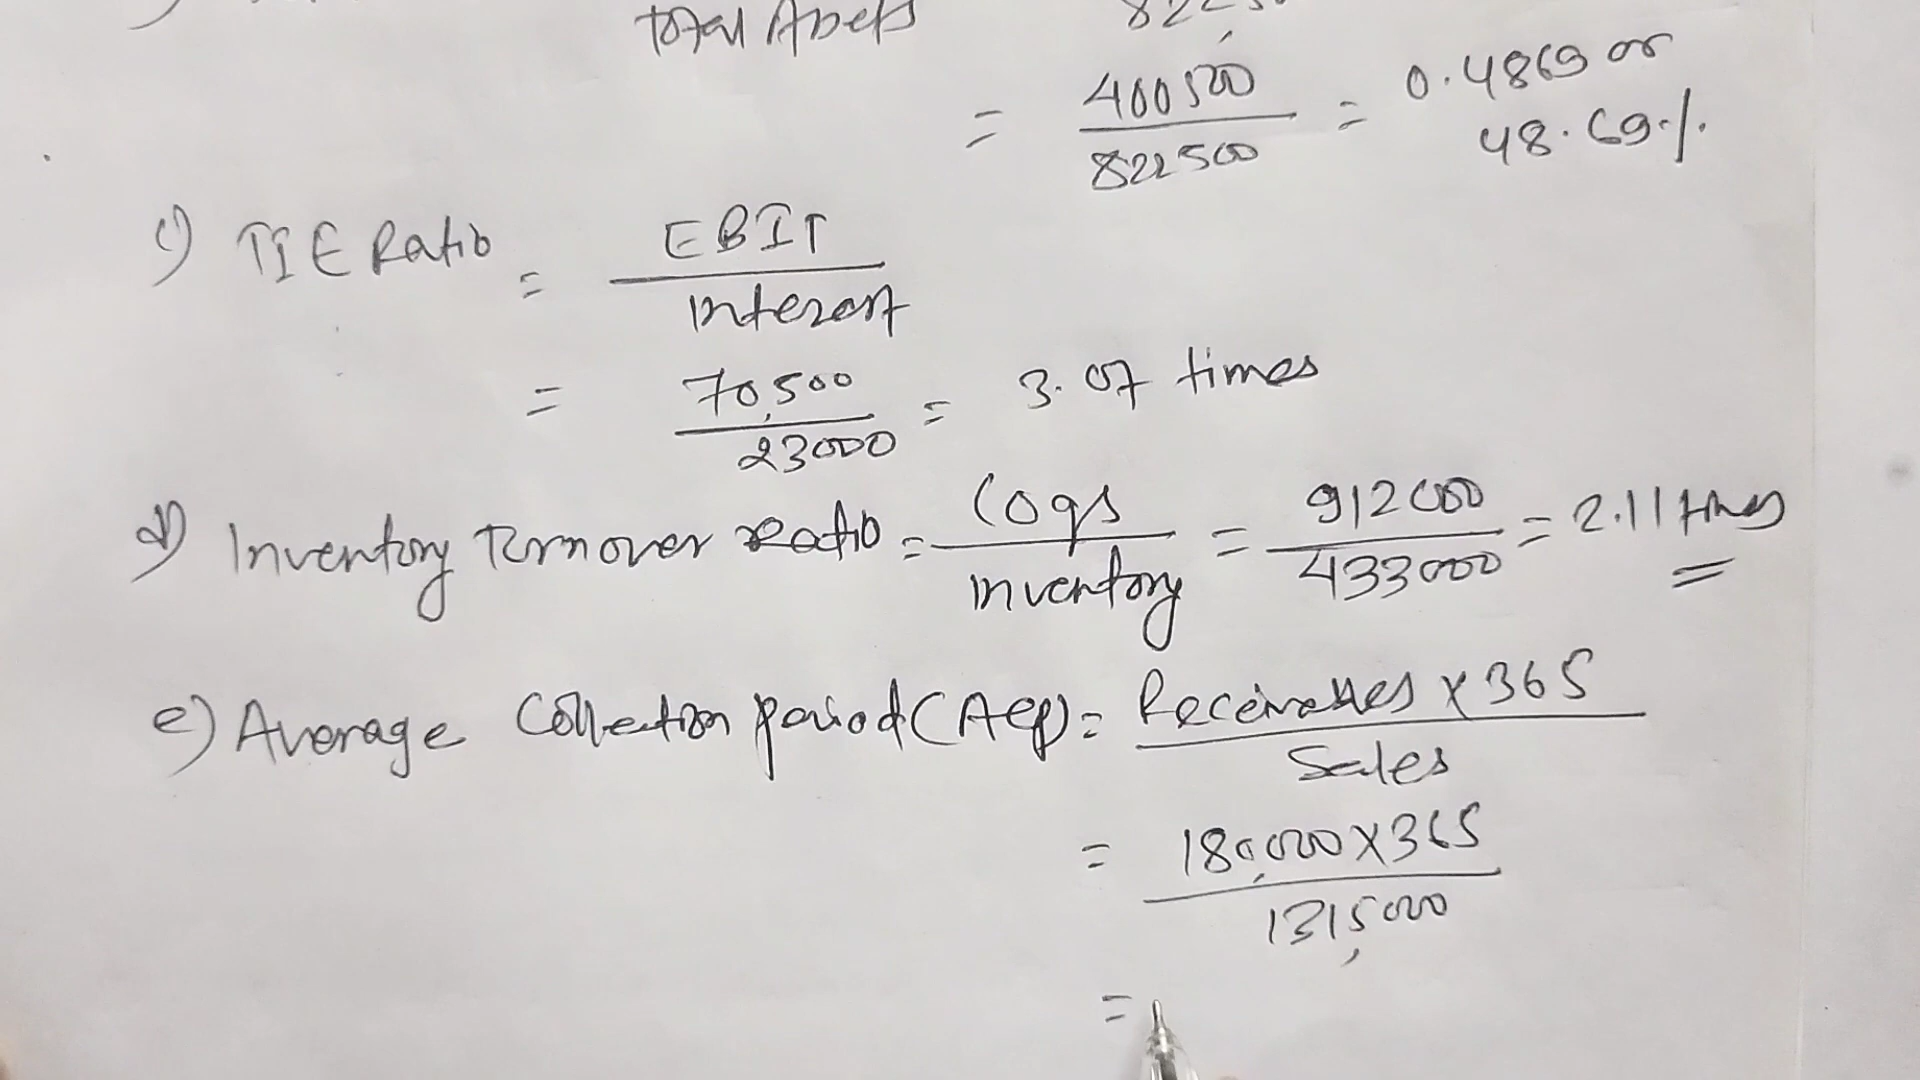 Total Assets
= 400500 / 822500 = 0.4869 or
48.69%
c) TIE Ratio = EBIT / interest
= 70,500 / 23000 = 3.07 times
d) Inventory Turnover Ratio = Cogs / inventory = 912000 / 433000 = 2.11 times
e) Average Collection period (ACP) = Receivables x 365 / Sales
= 180,000 x 365 / 1315,000
=